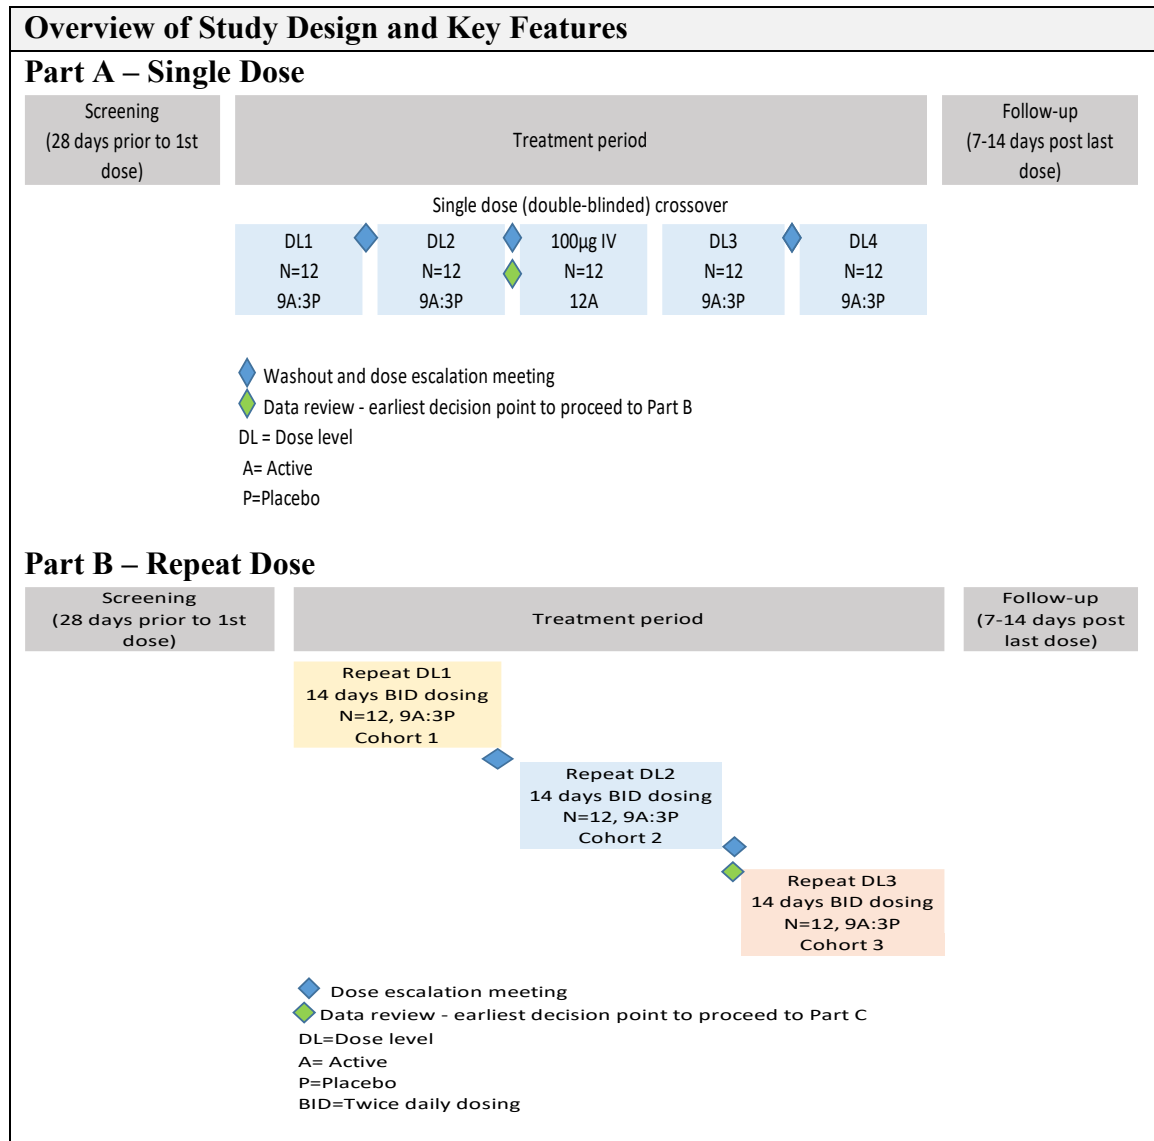 Overview of Study Design and Key Features
Part A – Single Dose
Screening
(28 days prior to 1st
dose)
Treatment period
Follow-up
(7-14 days post last
dose)
Single dose (double-blinded) crossover
DL1
N=12
9A:3P
DL2
N=12
9A:3P
100µg IV
N=12
12A
DL3
N=12
9A:3P
DL4
N=12
9A:3P
Washout and dose escalation meeting
Data review - earliest decision point to proceed to Part B
DL = Dose level
A= Active
P=Placebo
Part B – Repeat Dose
Screening
(28 days prior to 1st
dose)
Treatment period
Follow-up
(7-14 days post
last dose)
Repeat DL1
14 days BID dosing
N=12, 9A:3P
Cohort 1
Repeat DL2
14 days BID dosing
N=12, 9A:3P
Cohort 2
Repeat DL3
14 days BID dosing
N=12, 9A:3P
Cohort 3
Dose escalation meeting
Data review - earliest decision point to proceed to Part C
DL=Dose level
A= Active
P=Placebo
BID=Twice daily dosing